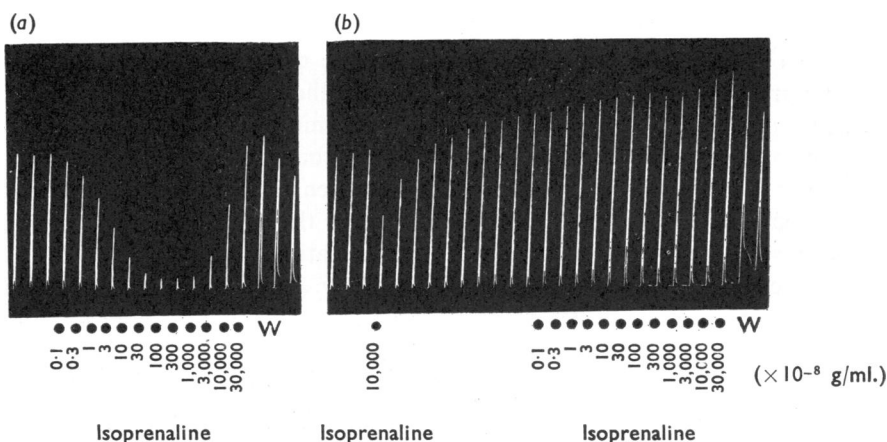 (a) (b)
W W
0·1 0·3 1 3 10 30 100 300 1,000 3,000. 10,000 30,000 10,000 0·1 0·3 1 3 10 30 100 300 1,000 3,000 10,000 30,000 (×10⁻⁸ g/ml.)
Isoprenaline Isoprenaline Isoprenaline